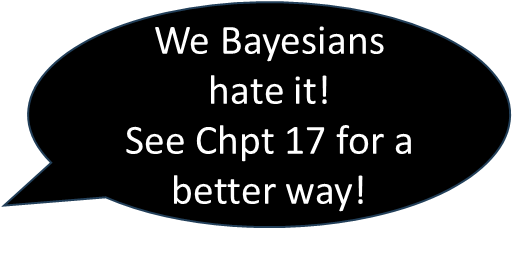 We Bayesians
hate it!
See Chpt 17 for a
better way!